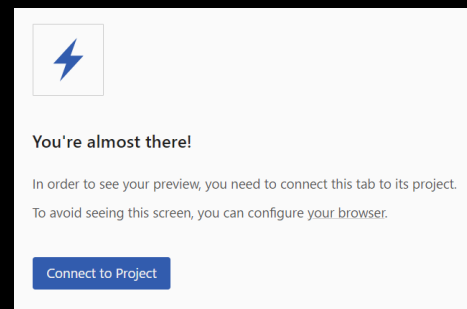 You're almost there!
In order to see your preview, you need to connect this tab to its project.
To avoid seeing this screen, you can configure your browser.
Connect to Project